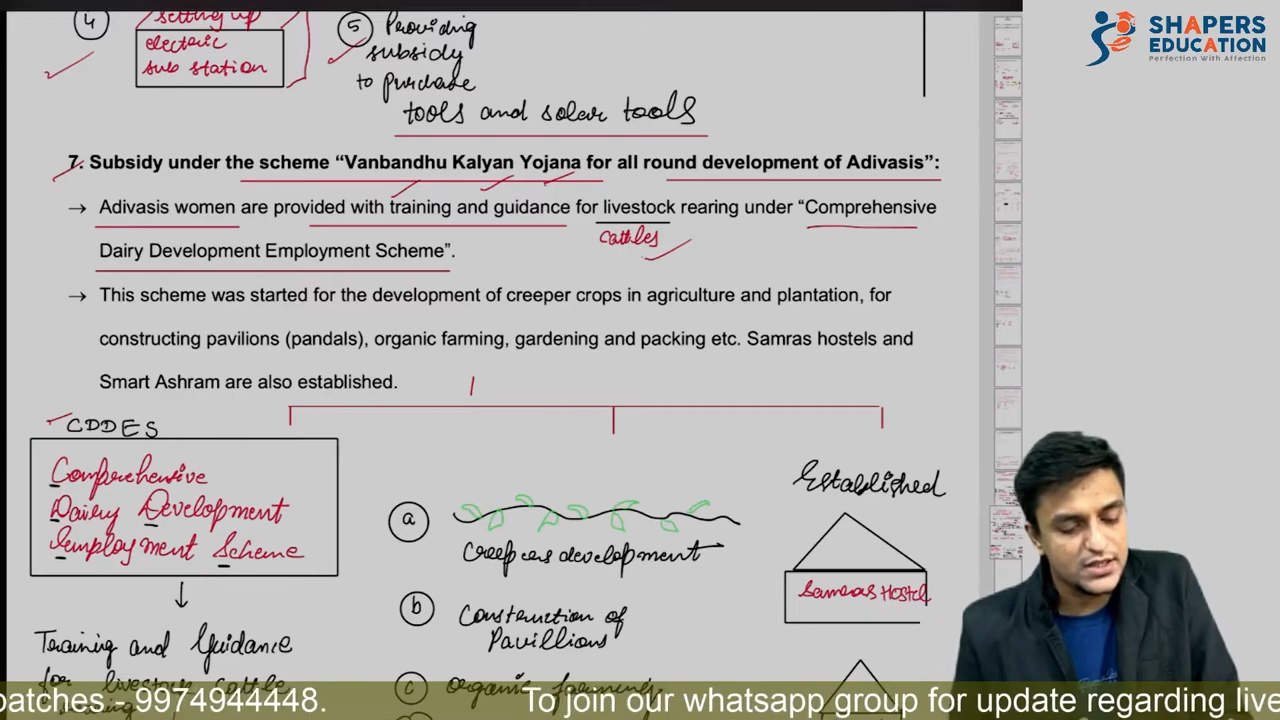 SHAPERS
EDUCATION
Perfection With Affection
4
setting up
electric
sub station
5 Providing
subsidy
to purchase
tools and solar tools
7. Subsidy under the scheme “Vanbandhu Kalyan Yojana for all round development of Adivasis”:
→ Adivasis women are provided with training and guidance for livestock rearing under “Comprehensive
cattles
Dairy Development Employment Scheme”.
→ This scheme was started for the development of creeper crops in agriculture and plantation, for
constructing pavilions (pandals), organic farming, gardening and packing etc. Samras hostels and
Smart Ashram are also established.
CDDES
Comprehensive
Dairy Development
Employment Scheme
Training and Guidance
for livestock cattle
a
Creepers development
b Construction of
Pavillions
c organic farming
Established
Samras Hostel
batches - 9974944448. To join our whatsapp group for update regarding live